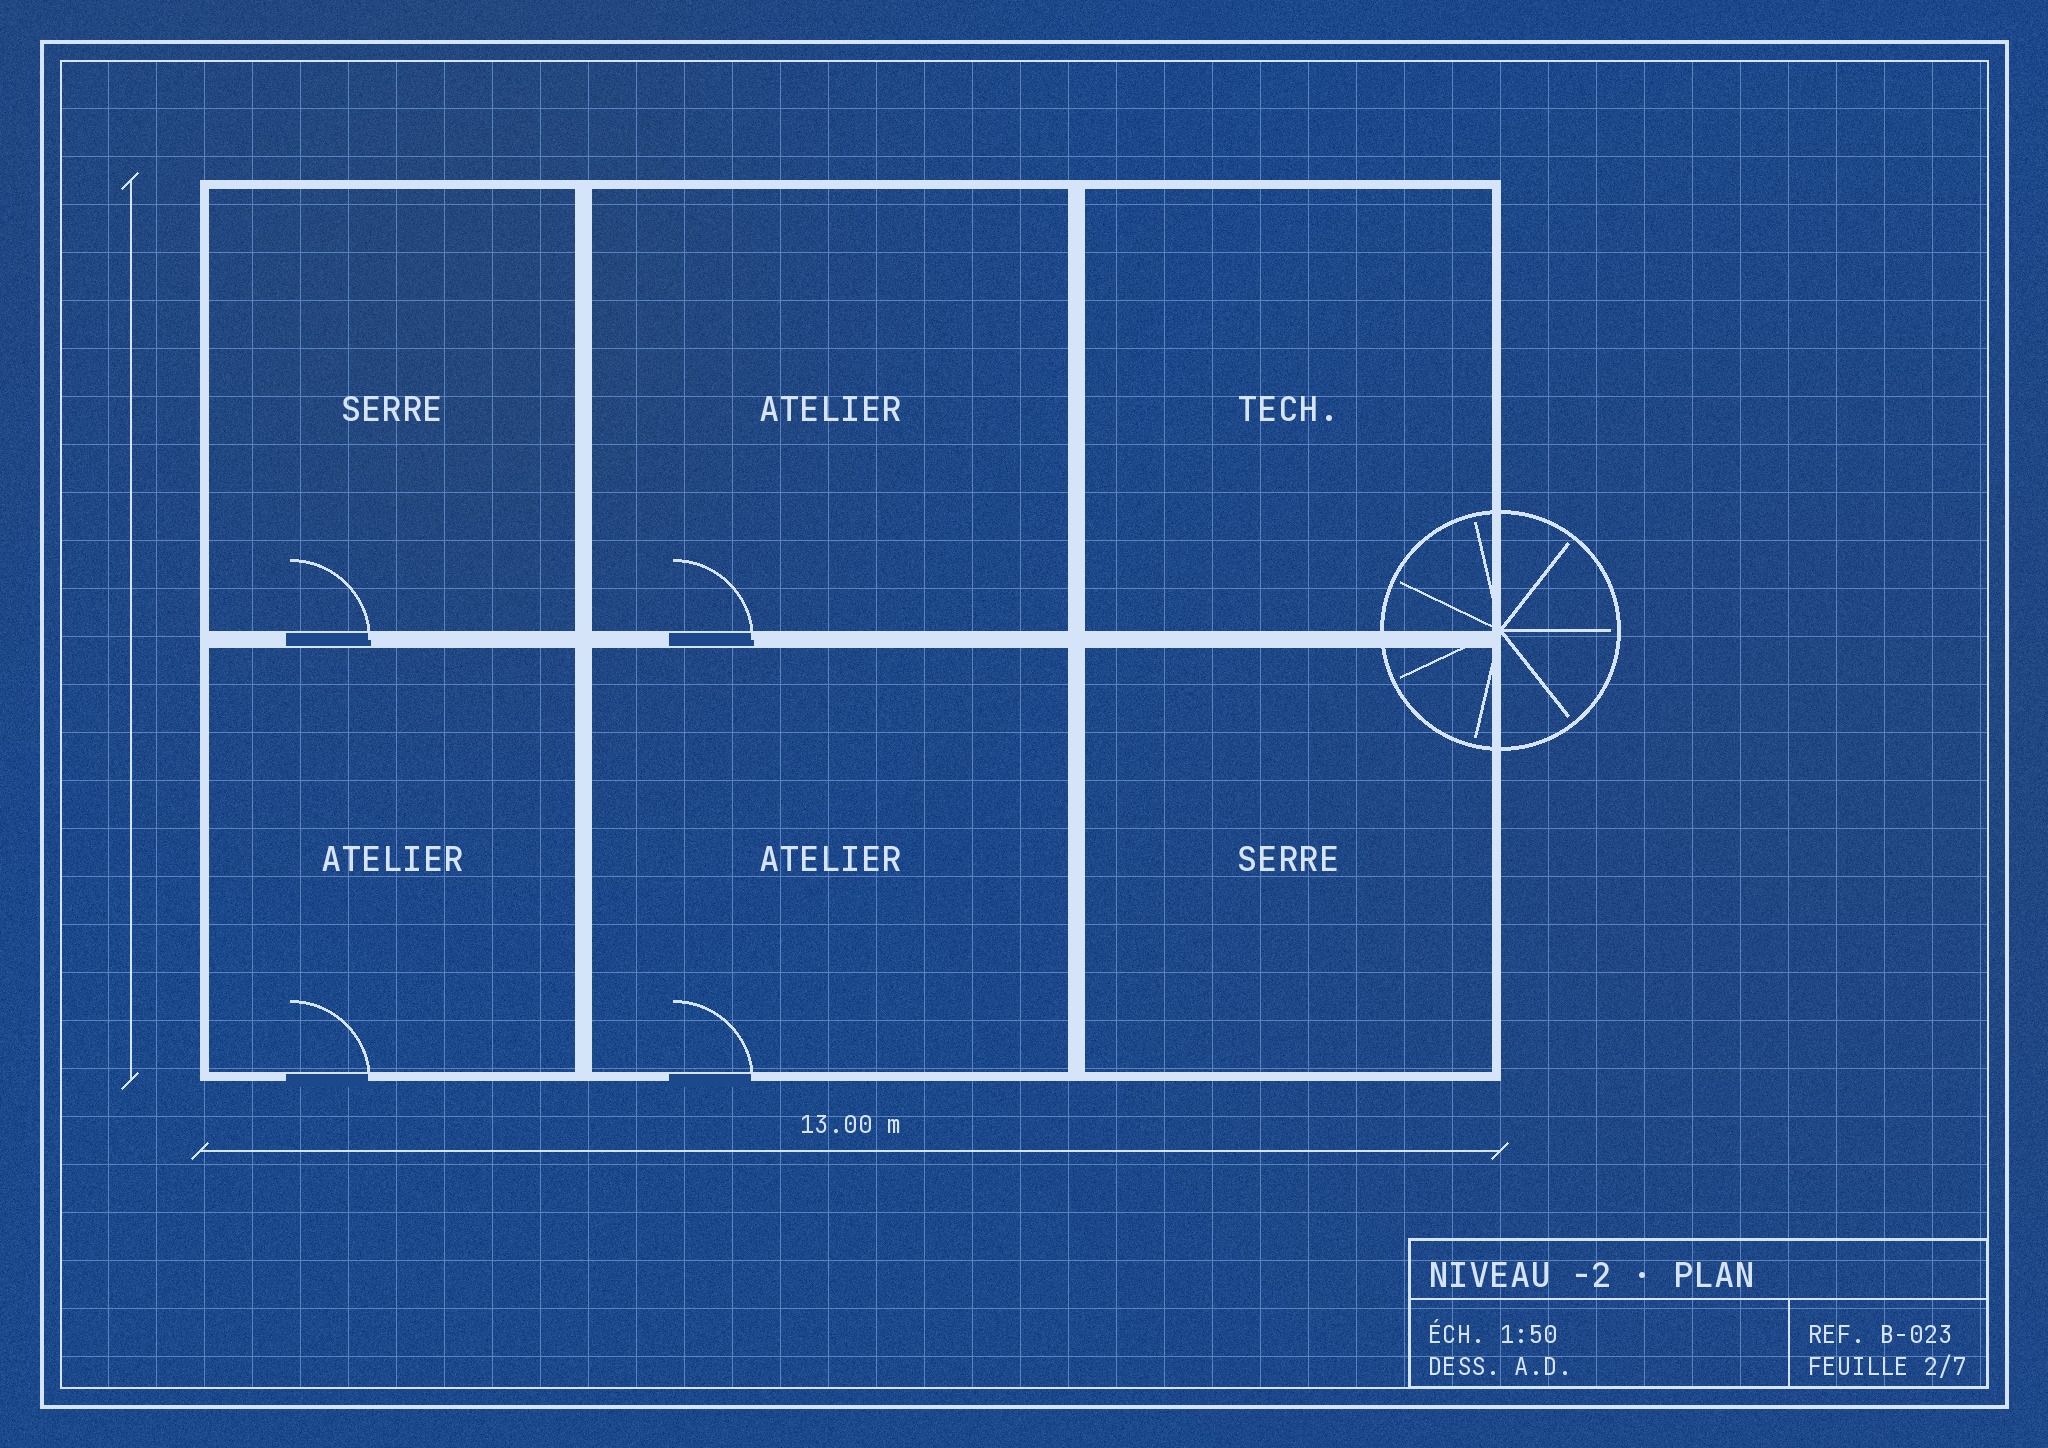 SERRE
ATELIER
TECH.
ATELIER
ATELIER
SERRE
13.00 m
NIVEAU -2 · PLAN
ÉCH. 1:50
DESS. A.D.
REF. B-023
FEUILLE 2/7